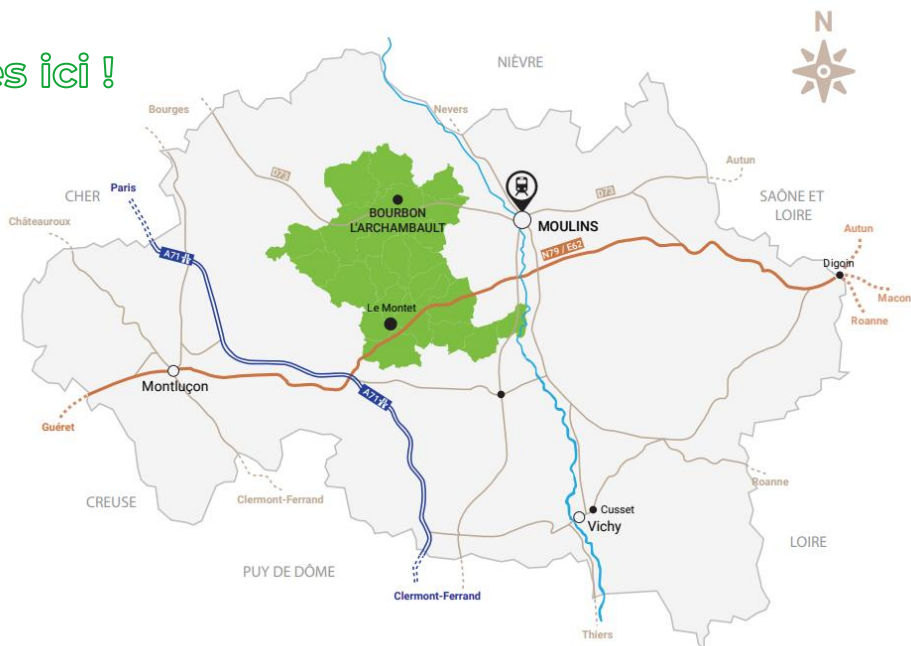 N
es ici !
NIÈVRE
Bourges
Nevers
D73
Autun
Paris
CHER
D73
SAÔNE ET
LOIRE
Châteauroux
BOURBON
L'ARCHAMBAULT
MOULINS
A71
N79 / E62
Autun
Digoin
Macon
Le Montet
Roanne
Montluçon
A71
Guéret
Clermont-Ferrand
Roanne
CREUSE
Cusset
Vichy
LOIRE
PUY DE DÔME
Clermont-Ferrand
Thiers